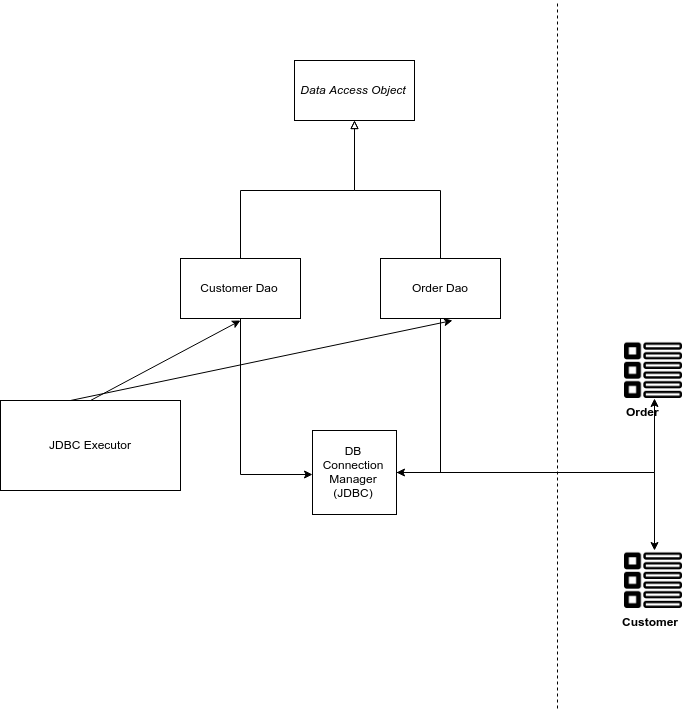 Data Access Object
Customer Dao
Order Dao
Order
JDBC Executor
DB
Connection
Manager
(JDBC)
Customer